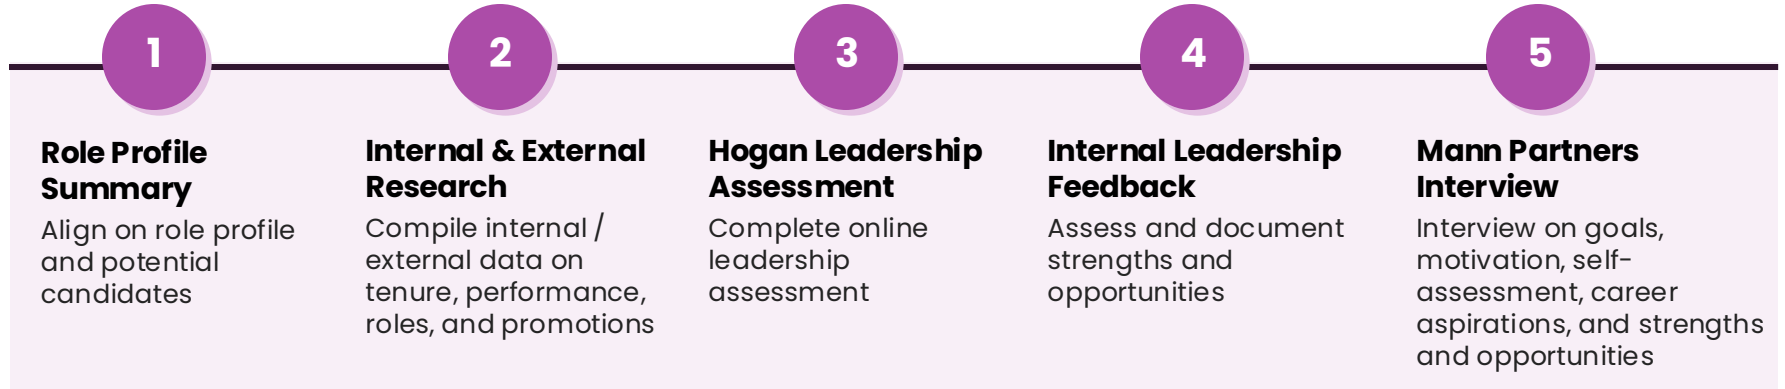 1
Role Profile
Summary
Align on role profile
and potential
candidates
2
Internal & External
Research
Compile internal /
external data on
tenure, performance,
roles, and promotions
3
Hogan Leadership
Assessment
Complete online
leadership
assessment
4
Internal Leadership
Feedback
Assess and document
strengths and
opportunities
5
Mann Partners
Interview
Interview on goals,
motivation, self-
assessment, career
aspirations, and strengths
and opportunities